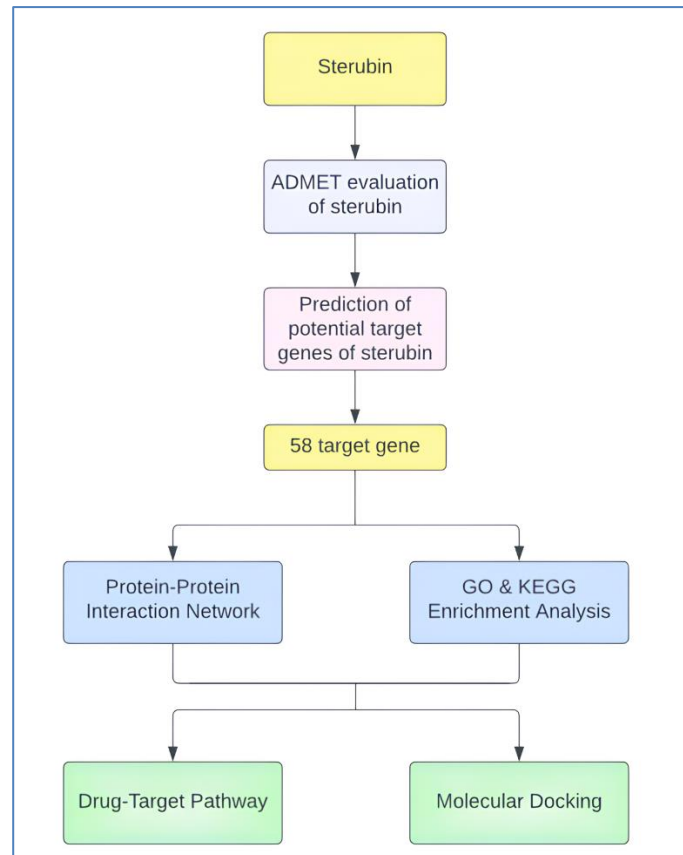 Sterubin
ADMET evaluation
of sterubin
Prediction of
potential target
genes of sterubin
58 target gene
Protein-Protein
Interaction Network
GO & KEGG
Enrichment Analysis
Drug-Target Pathway
Molecular Docking